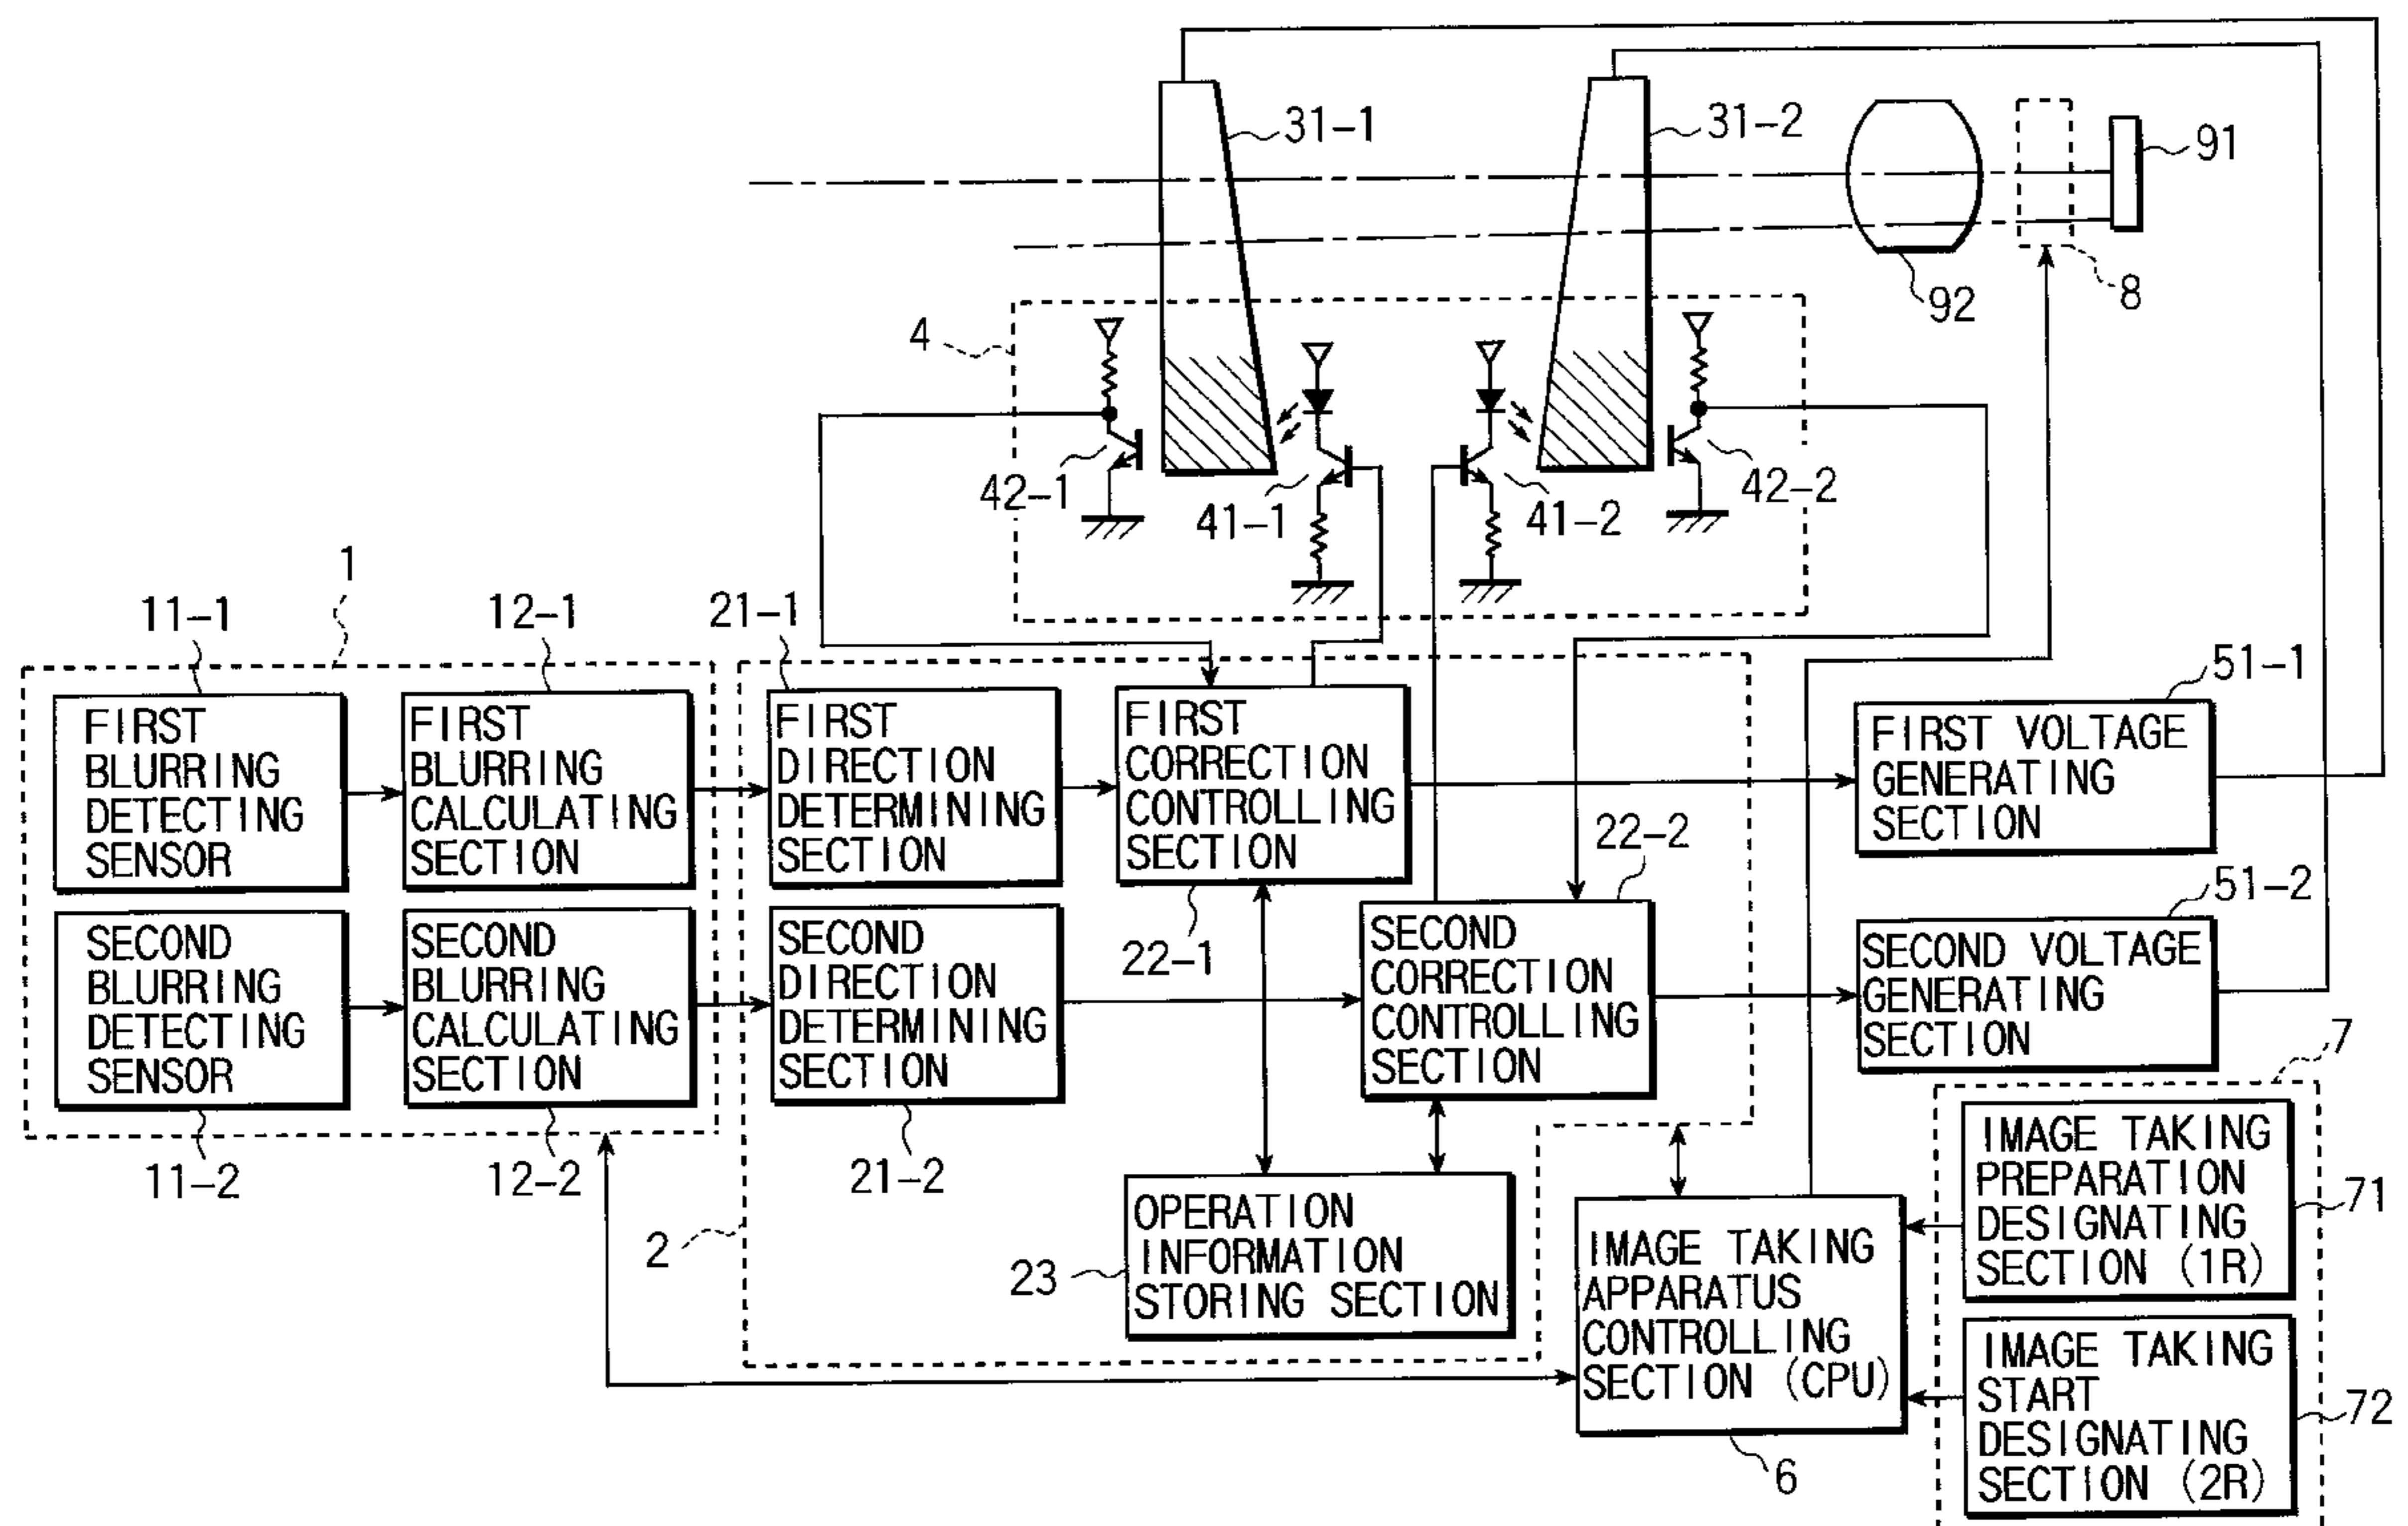 31-1
31-2
91
92
8
4
42-1
41-1
41-2
42-2
1
11-1
12-1
21-1
51-1
FIRST
BLURRING
DETECTING
SENSOR
FIRST
BLURRING
CALCULATING
SECTION
FIRST
DIRECTION
DETERMINING
SECTION
FIRST
CORRECTION
CONTROLLING
SECTION
FIRST VOLTAGE
GENERATING
SECTION
22-1
22-2
51-2
SECOND
BLURRING
DETECTING
SENSOR
SECOND
BLURRING
CALCULATING
SECTION
SECOND
DIRECTION
DETERMINING
SECTION
SECOND
CORRECTION
CONTROLLING
SECTION
SECOND VOLTAGE
GENERATING
SECTION
11-2
12-2
21-2
7
2
23
OPERATION
INFORMATION
STORING SECTION
IMAGE TAKING
APPARATUS
CONTROLLING
SECTION (CPU)
6
IMAGE TAKING
PREPARATION
DESIGNATING
SECTION (1R)
71
IMAGE TAKING
START
DESIGNATING
SECTION (2R)
72